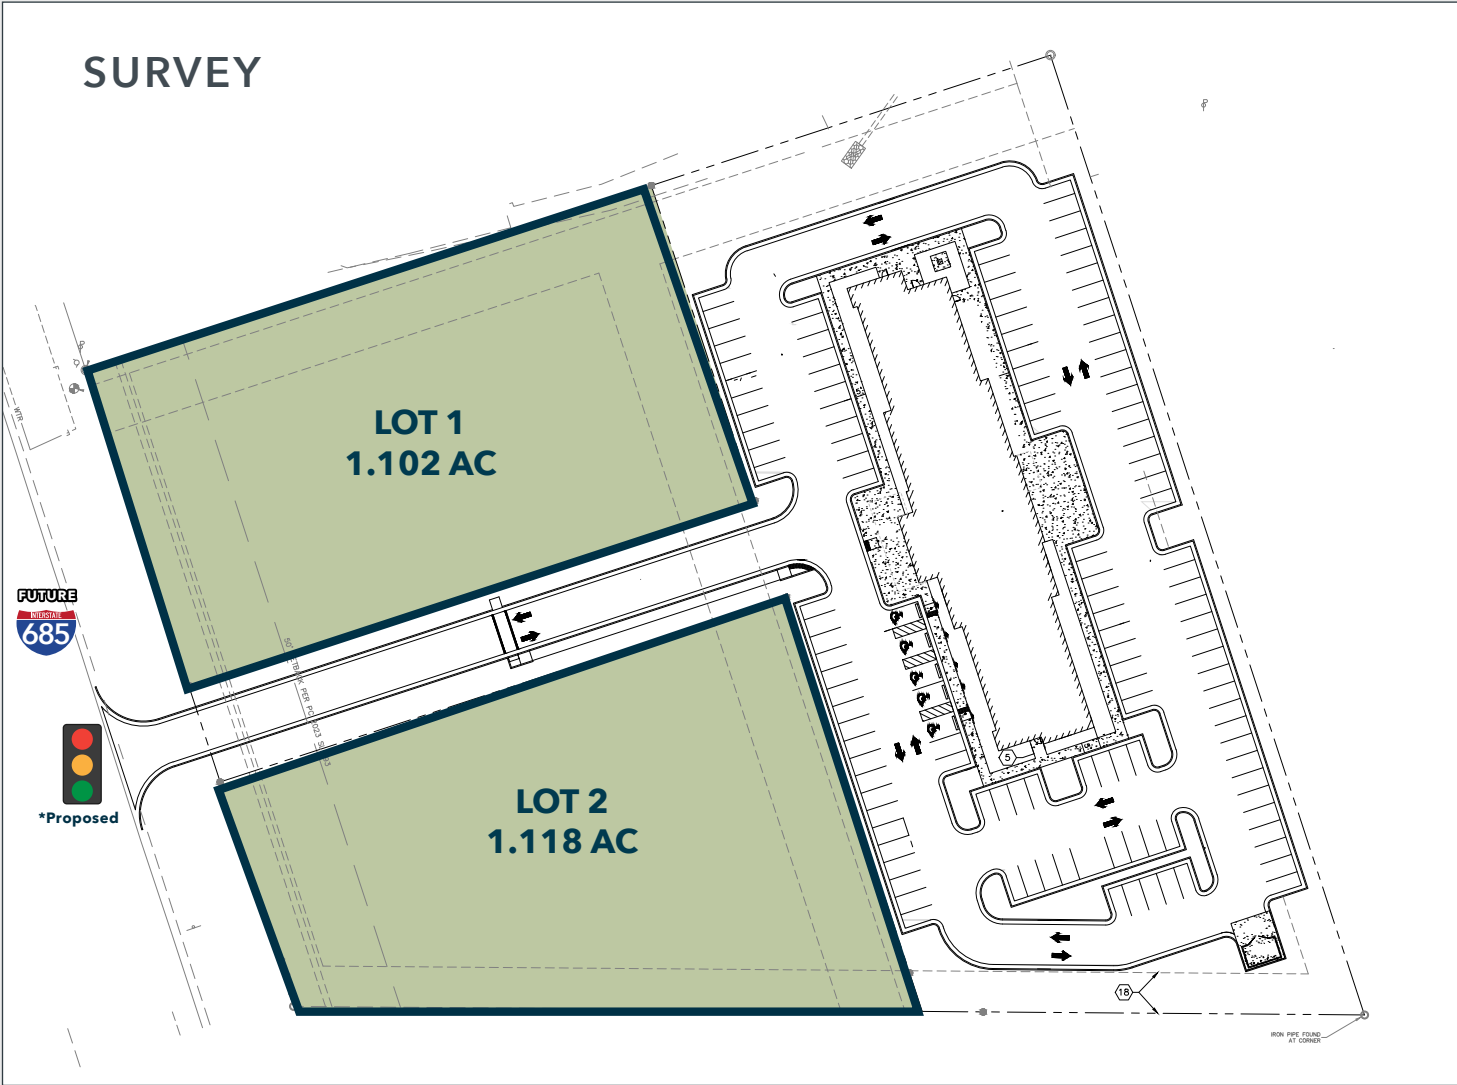 SURVEY
LOT 1
1.102 AC
WTR
FUTURE
INTERSTATE
685
*Proposed
LOT 2
1.118 AC
5
18
IRON PIPE FOUND
AT CORNER